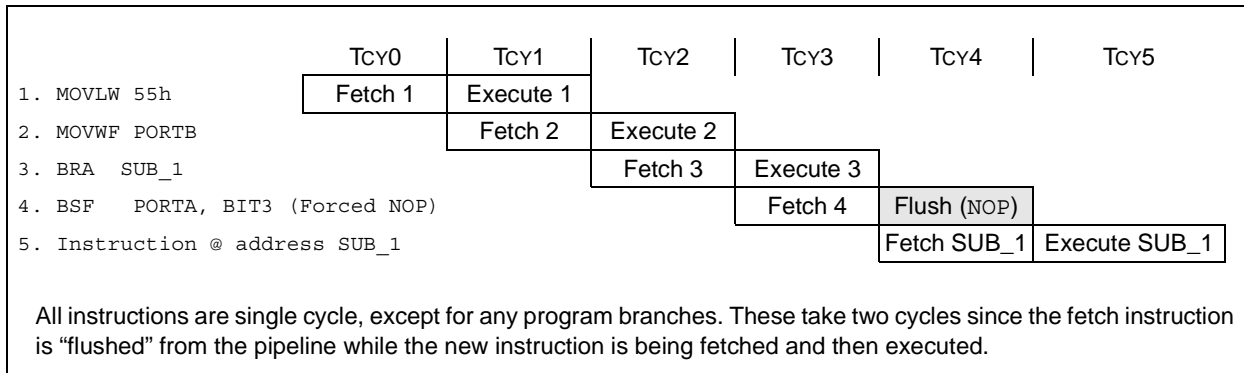 TCY0 TCY1 TCY2 TCY3 TCY4 TCY5
1. MOVLW 55h Fetch 1 Execute 1
2. MOVWF PORTB Fetch 2 Execute 2
3. BRA SUB_1 Fetch 3 Execute 3
4. BSF PORTA, BIT3 (Forced NOP) Fetch 4 Flush (NOP)
5. Instruction @ address SUB_1 Fetch SUB_1 Execute SUB_1
All instructions are single cycle, except for any program branches. These take two cycles since the fetch instruction
is “flushed” from the pipeline while the new instruction is being fetched and then executed.